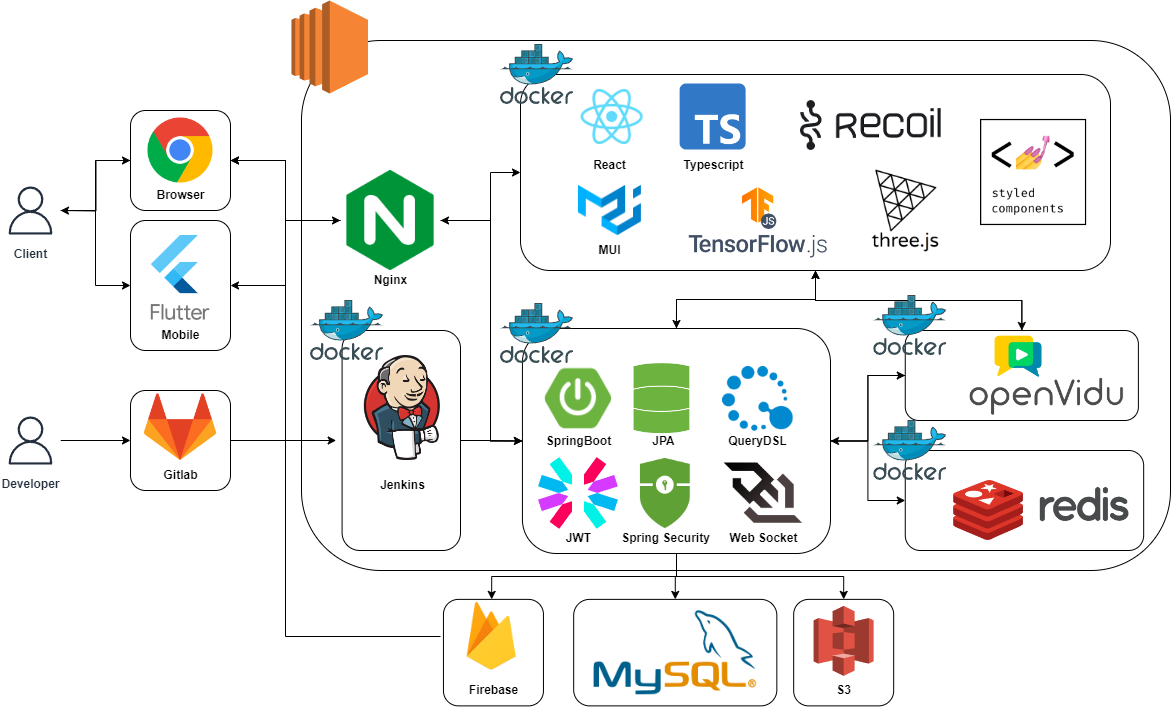 docker
React
TS
Typescript
RECOIL
< >
styled
components
MUI
TF
JS
TensorFlow.js
three.js
Browser
Client
Flutter
Mobile
N
Nginx
docker
Jenkins
docker
SpringBoot
JPA
QueryDSL
JWT
Spring Security
Web Socket
docker
openVidu
docker
redis
Gitlab
Developer
Firebase
MySQL®
S3